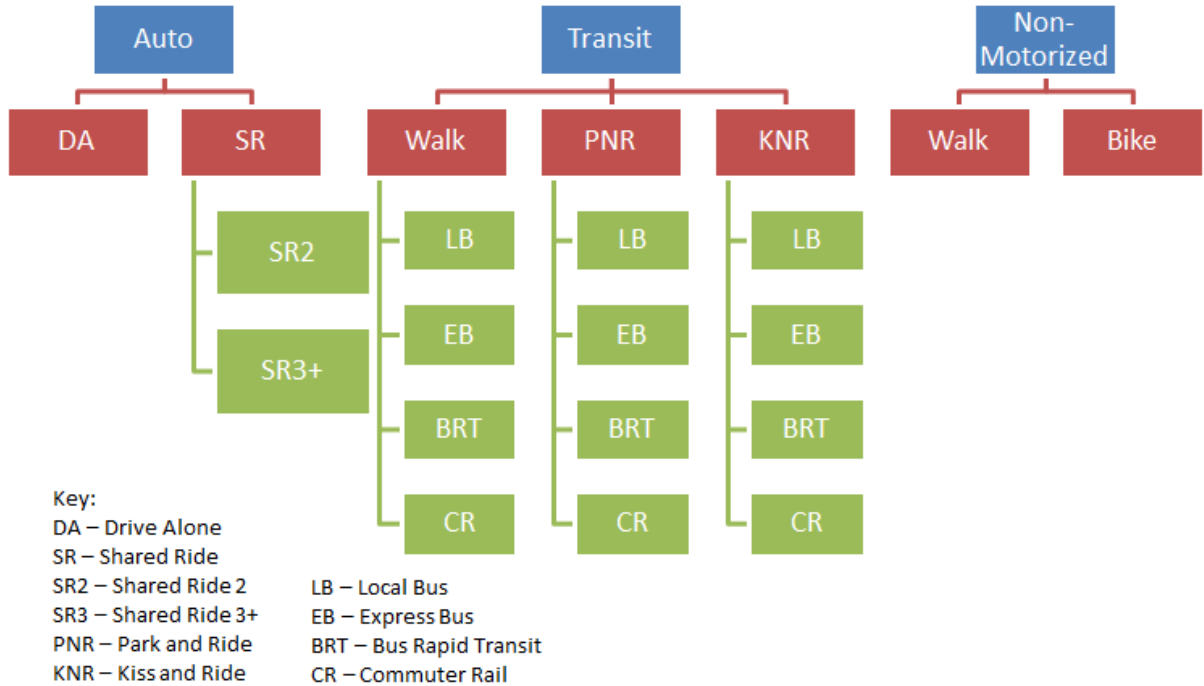 Auto
Transit
Non-
Motorized
DA
SR
Walk
PNR
KNR
Walk
Bike
SR2
SR3+
LB
EB
BRT
CR
LB
EB
BRT
CR
LB
EB
BRT
CR
Key:
DA – Drive Alone
SR – Shared Ride
SR2 – Shared Ride 2
SR3 – Shared Ride 3+
PNR – Park and Ride
KNR – Kiss and Ride
LB – Local Bus
EB – Express Bus
BRT – Bus Rapid Transit
CR – Commuter Rail